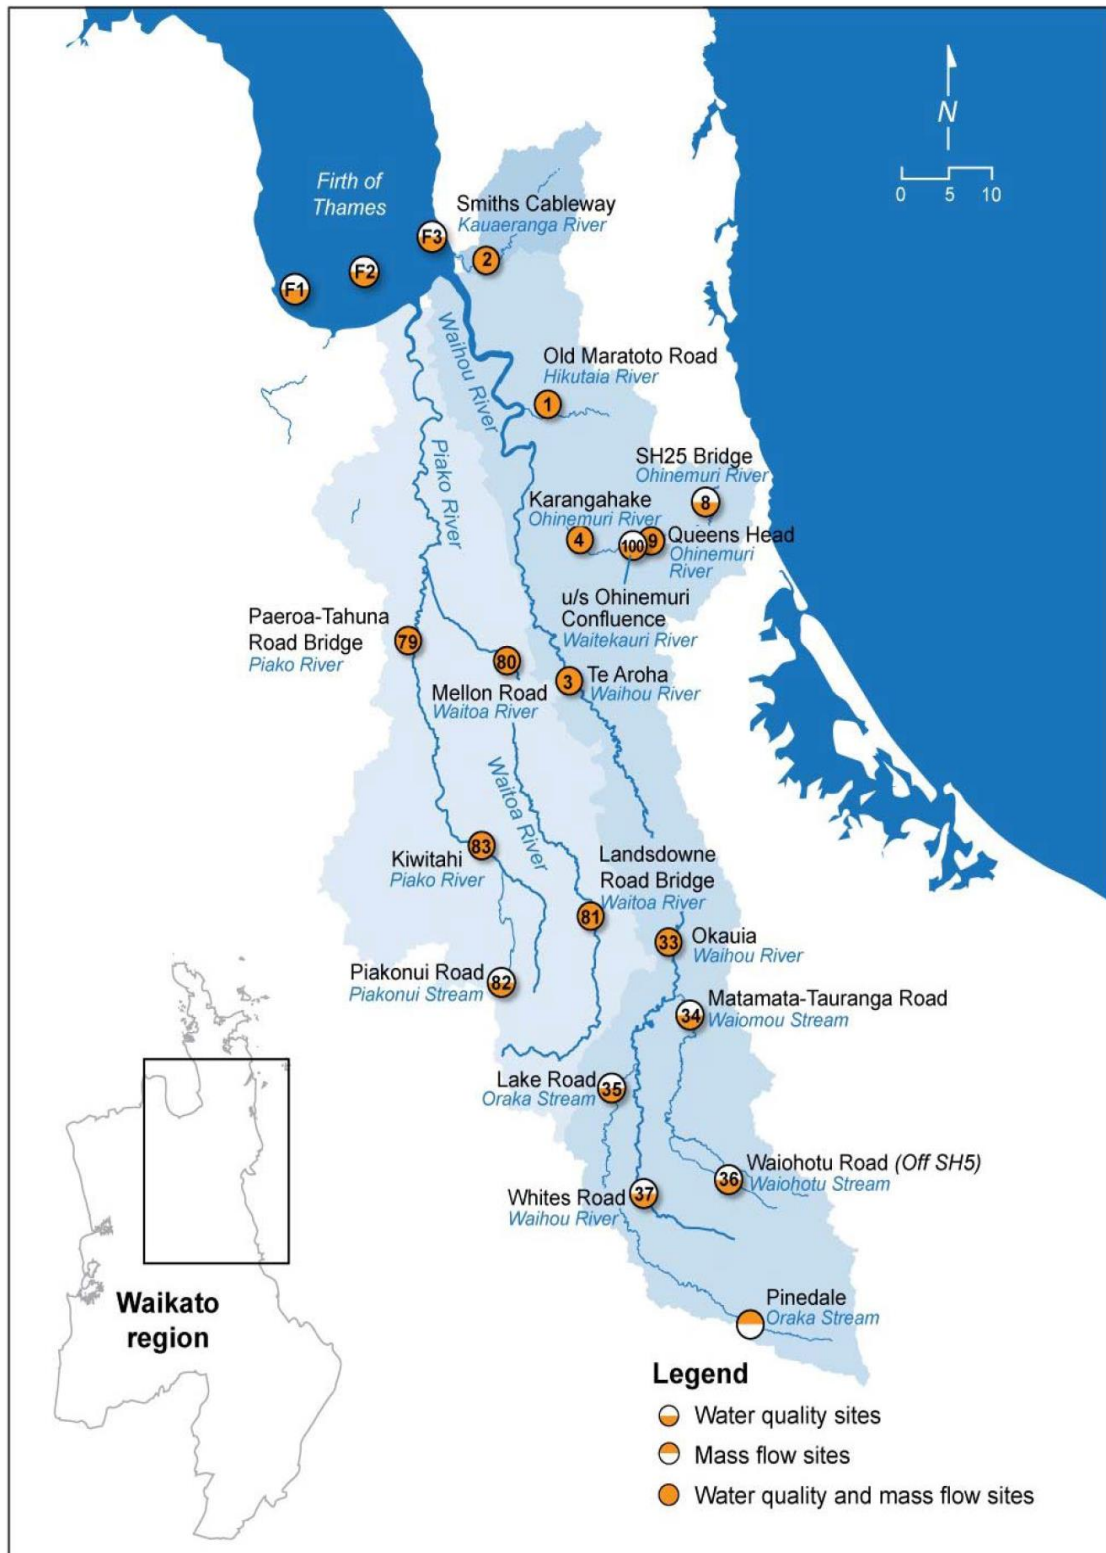 N
0 5 10
Firth of
Thames
F3
F2
F1
Smiths Cableway
Kauaeranga River
2
Waihou River
Old Maratoto Road
Hikutaia River
1
Piako River
SH25 Bridge
Ohinemuri River
8
Karangahake
Ohinemuri River
4
100
9
Queens Head
Ohinemuri
River
u/s Ohinemuri
Confluence
Waitekauri River
Paeroa-Tahuna
Road Bridge
Piako River
79
80
Mellon Road
Waitoa River
3
Te Aroha
Waihou River
Waitoa River
83
Kiwitahi
Piako River
Landsdowne
Road Bridge
Waitoa River
81
33
Okauia
Waihou River
Piakonui Road
Piakonui Stream
82
34
Matamata-Tauranga Road
Waiomou Stream
Lake Road
Oraka Stream
35
36
Waiohotu Road (Off SH5)
Waiohotu Stream
Whites Road
Waihou River
37
Pinedale
Oraka Stream
Waikato
region
Legend
Water quality sites
Mass flow sites
Water quality and mass flow sites